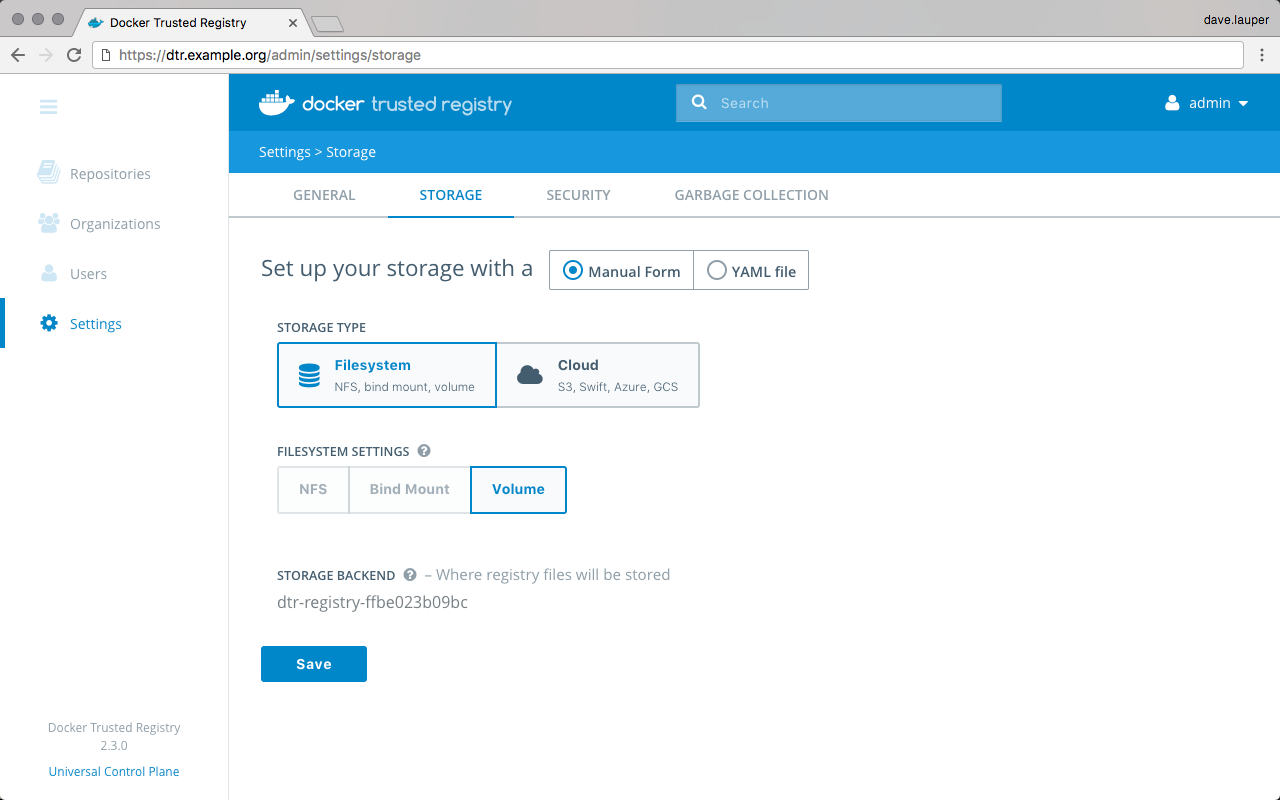 Docker Trusted Registry
dave.lauper
https://dtr.example.org/admin/settings/storage
docker trusted registry
Search
admin
Settings > Storage
Repositories
Organizations
Users
Settings
GENERAL
STORAGE
SECURITY
GARBAGE COLLECTION
Set up your storage with a
Manual Form
YAML file
STORAGE TYPE
Filesystem
NFS, bind mount, volume
Cloud
S3, Swift, Azure, GCS
FILESYSTEM SETTINGS ?
NFS
Bind Mount
Volume
STORAGE BACKEND ? – Where registry files will be stored
dtr-registry-ffbe023b09bc
Save
Docker Trusted Registry
2.3.0
Universal Control Plane